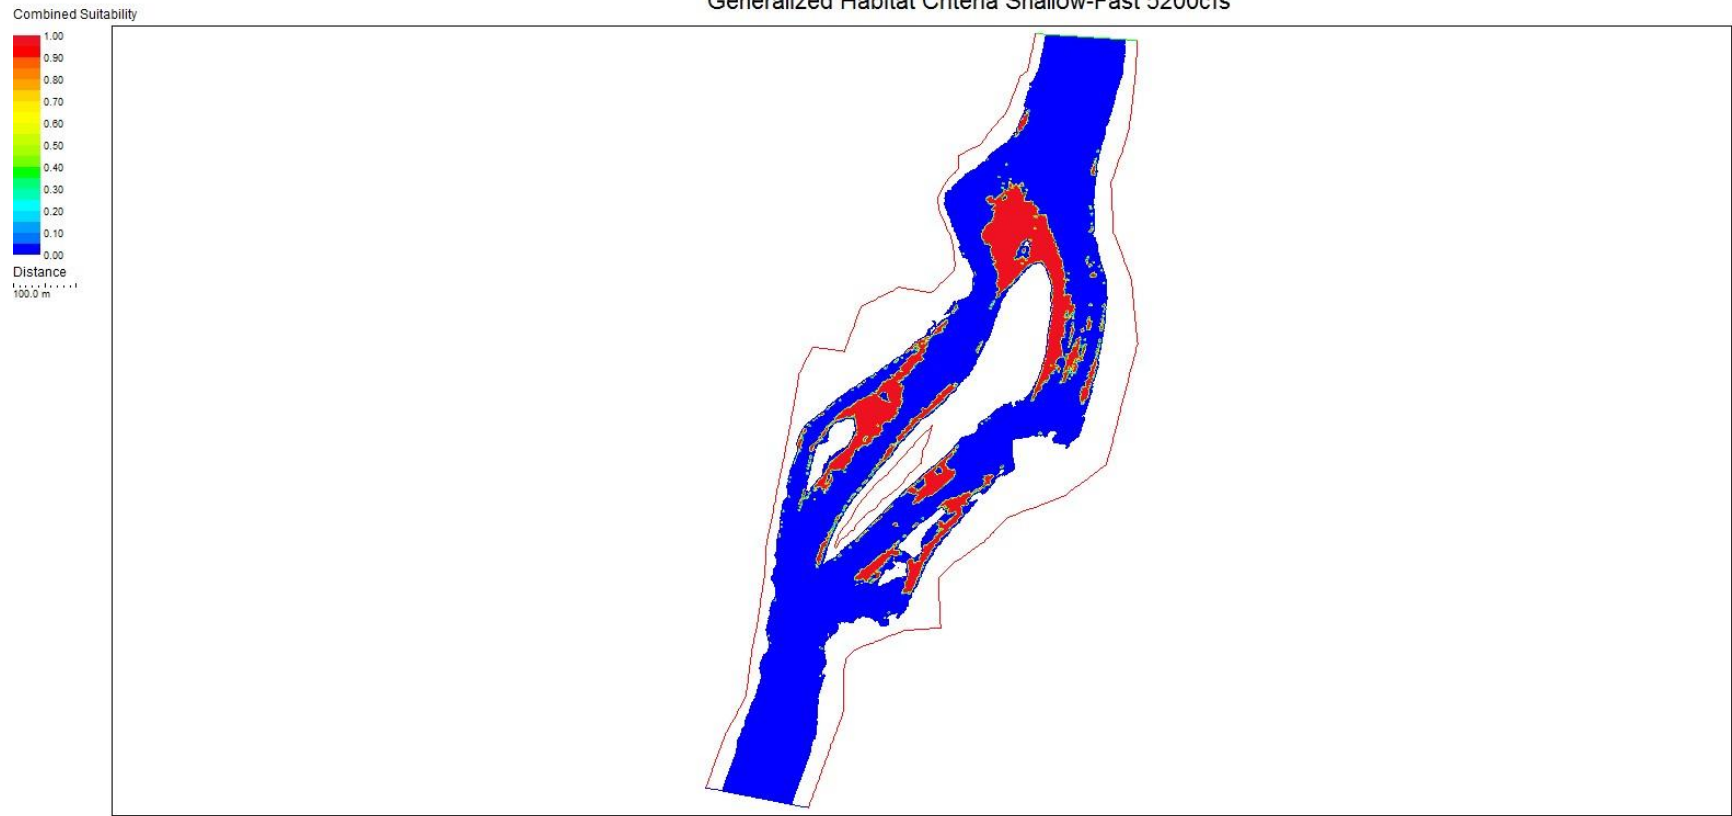 Generalized Habitat Criteria Shallow-Fast 5200cfs
Combined Suitability
1.00
0.90
0.80
0.70
0.60
0.50
0.40
0.30
0.20
0.10
0.00
Distance
100.0 m